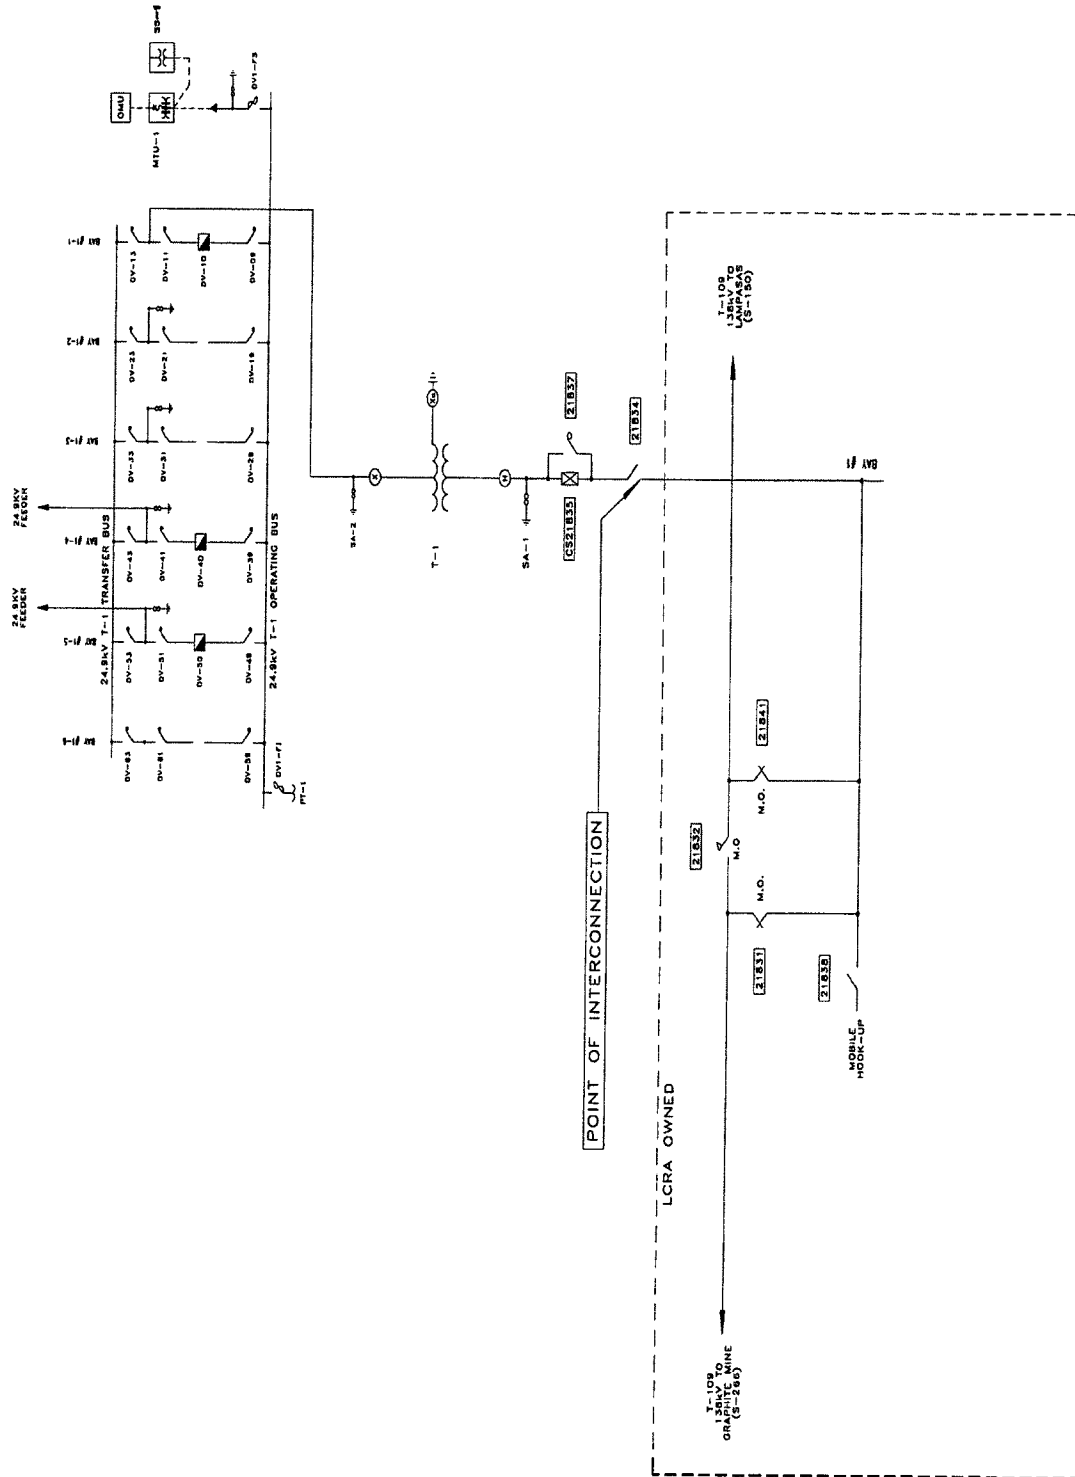 SS-1
OMU
MTU-1
DV1-F3
BAY #1-1
DV-13
DV-11
DV-10
DV-09
BAY #1-2
DV-23
DV-21
DV-19
BAY #1-3
DV-33
DV-31
DV-29
24.9KV
FEEDER
BAY #1-4
DV-43
DV-41
DV-40
DV-39
24.9KV
FEEDER
BAY #1-5
DV-53
DV-51
DV-50
DV-49
24.9kV T-1 TRANSFER BUS
24.9kV T-1 OPERATING BUS
BAY #1-6
DV-63
DV-61
DV-59
DV1-F1
PT-1
SA-2
X
T-1
Xo
H
SA-1
21837
CS21835
21834
BAY #1
POINT OF INTERCONNECTION
LCRA OWNED
T-109
138kV TO
LAMPASAS
(S-150)
21841
M.O.
21832
M.O
M.O.
21831
21838
MOBILE
HOOK-UP
T-109
138kV TO
GRAPHITE MINE
(S-266)